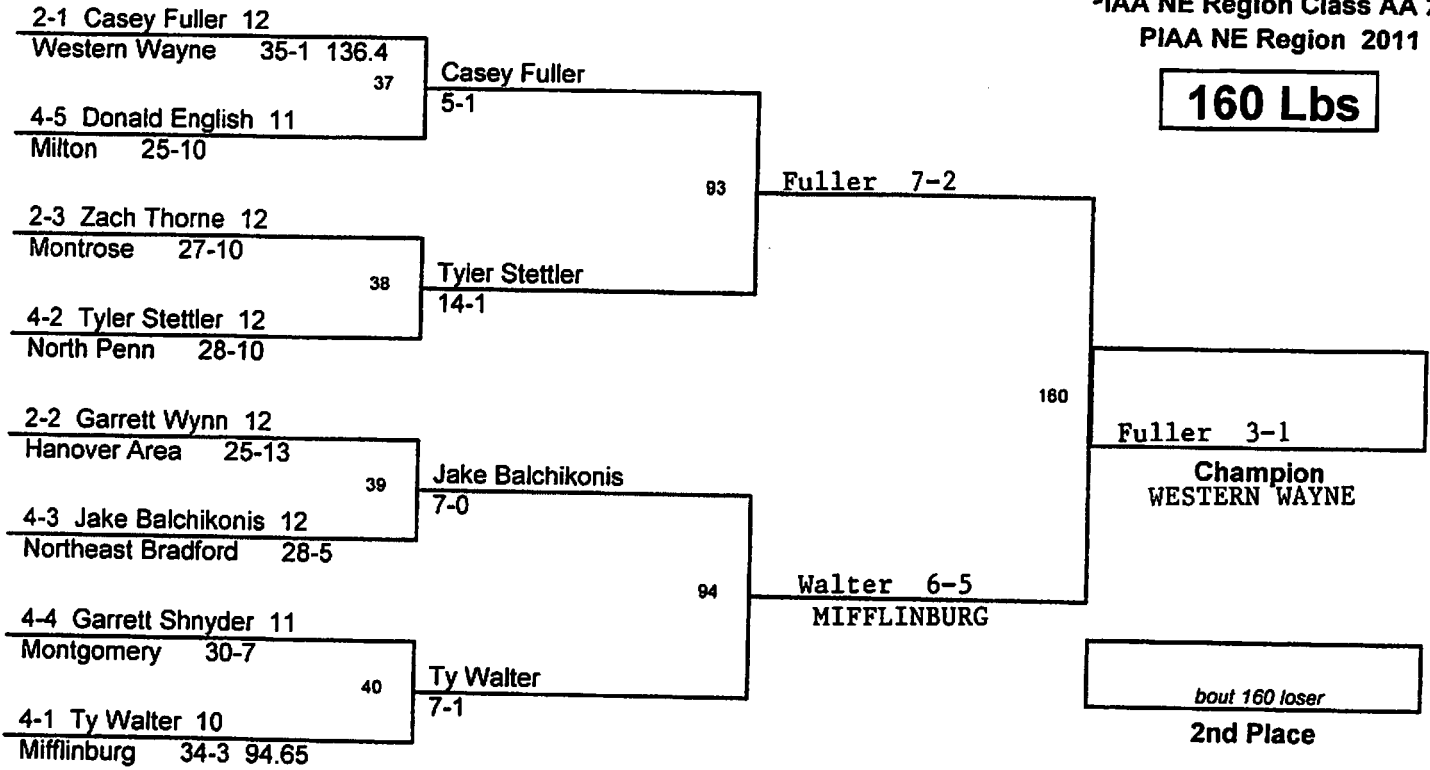 PIAA NE Region Class AA
PIAA NE Region 2011
160 Lbs
2-1 Casey Fuller 12
Western Wayne 35-1 136.4
37
4-5 Donald English 11
Milton 25-10
Casey Fuller
5-1
2-3 Zach Thorne 12
Montrose 27-10
38
4-2 Tyler Stettler 12
North Penn 28-10
Tyler Stettler
14-1
93
Fuller 7-2
2-2 Garrett Wynn 12
Hanover Area 25-13
39
4-3 Jake Balchikonis 12
Northeast Bradford 28-5
Jake Balchikonis
7-0
4-4 Garrett Shnyder 11
Montgomery 30-7
40
4-1 Ty Walter 10
Mifflinburg 34-3 94.65
Ty Walter
7-1
94
Walter 6-5
MIFFLINBURG
160
Fuller 3-1
Champion
WESTERN WAYNE
bout 160 loser
2nd Place